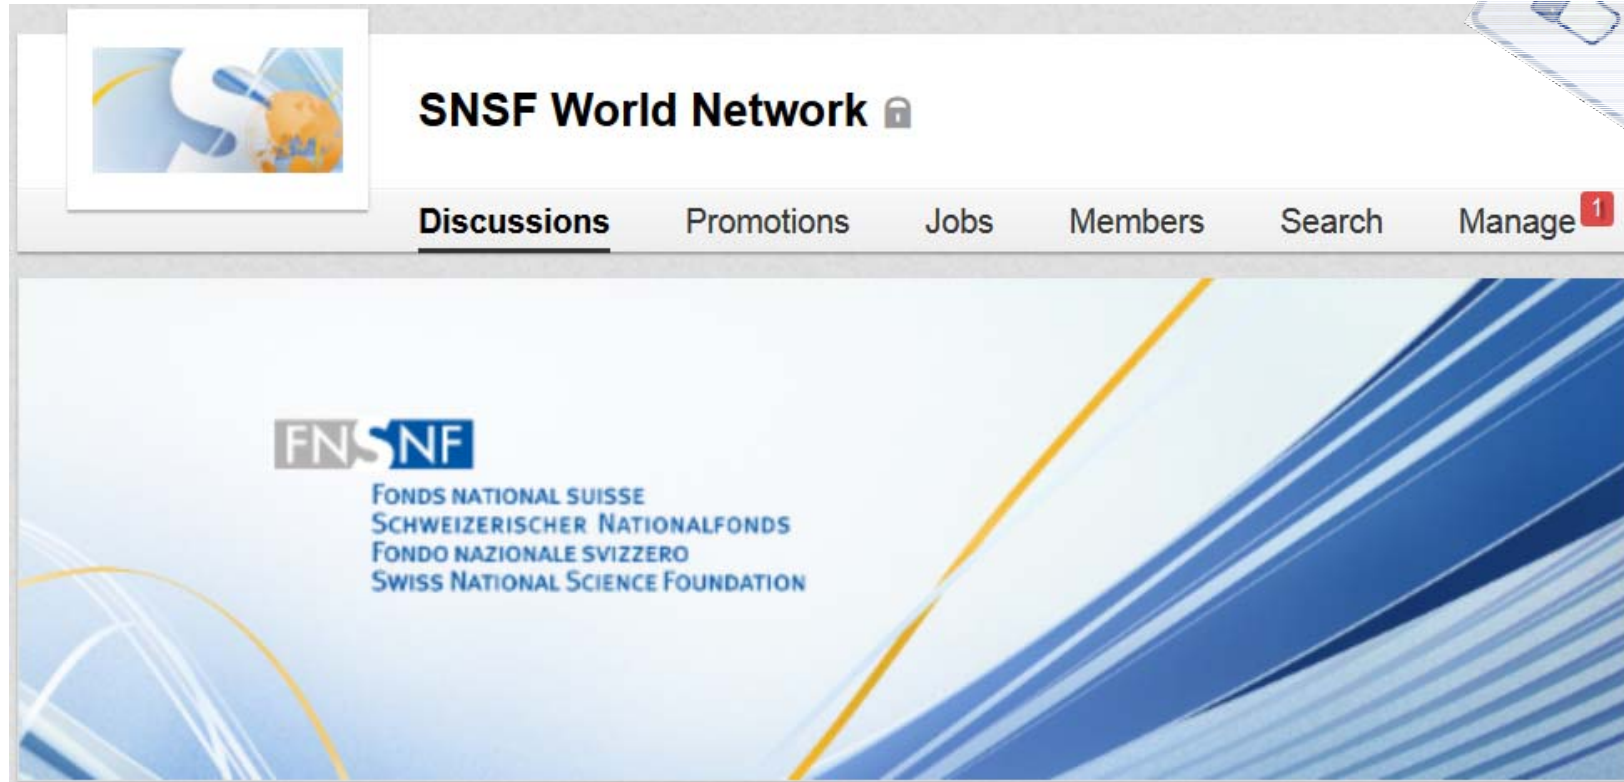 SNSF World Network
Discussions Promotions Jobs Members Search Manage 1
FNSNF
FONDS NATIONAL SUISSE
SCHWEIZERISCHER NATIONALFONDS
FONDO NAZIONALE SVIZZERO
SWISS NATIONAL SCIENCE FOUNDATION